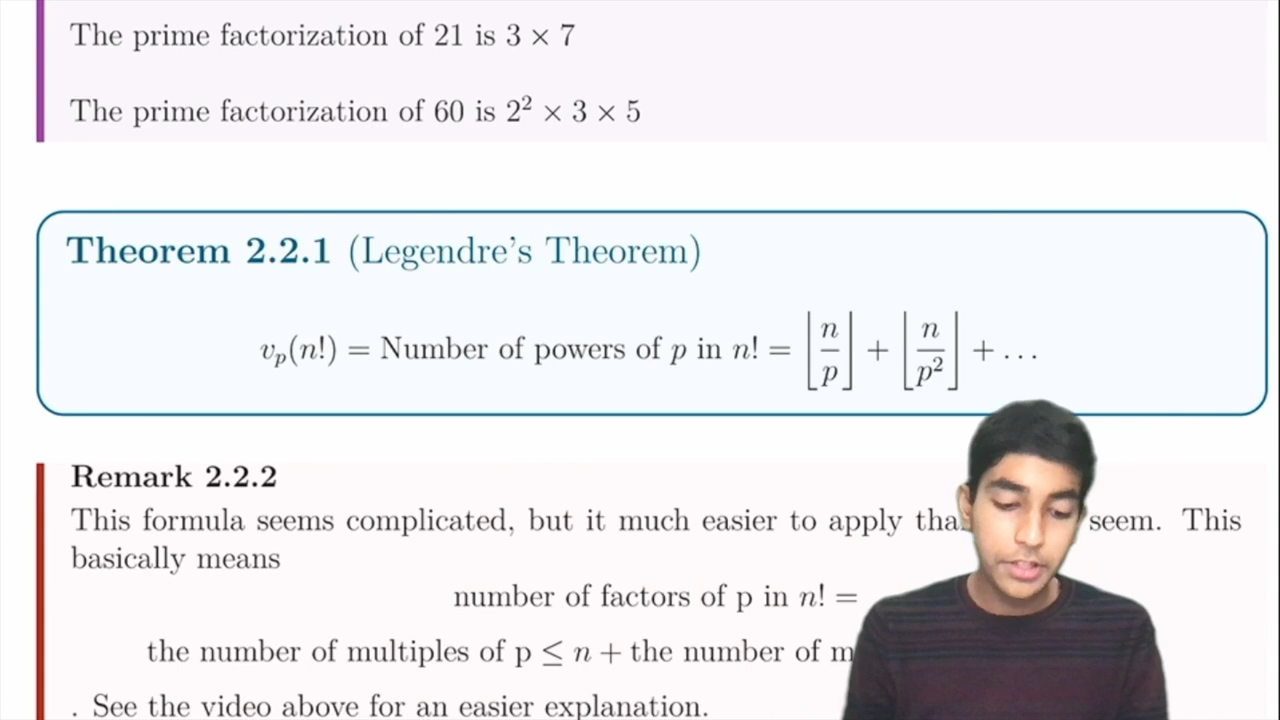 The prime factorization of 21 is 3 × 7
The prime factorization of 60 is 2² × 3 × 5
Theorem 2.2.1 (Legendre's Theorem)
vₚ(n!) = Number of powers of p in n! = ⌊n/p⌋ + ⌊n/p²⌋ + …
Remark 2.2.2
This formula seems complicated, but it much easier to apply seem. This
basically means
number of factors of p in n! =
the number of multiples of p ≤ n + the number of
. See the video above for an easier explanation.